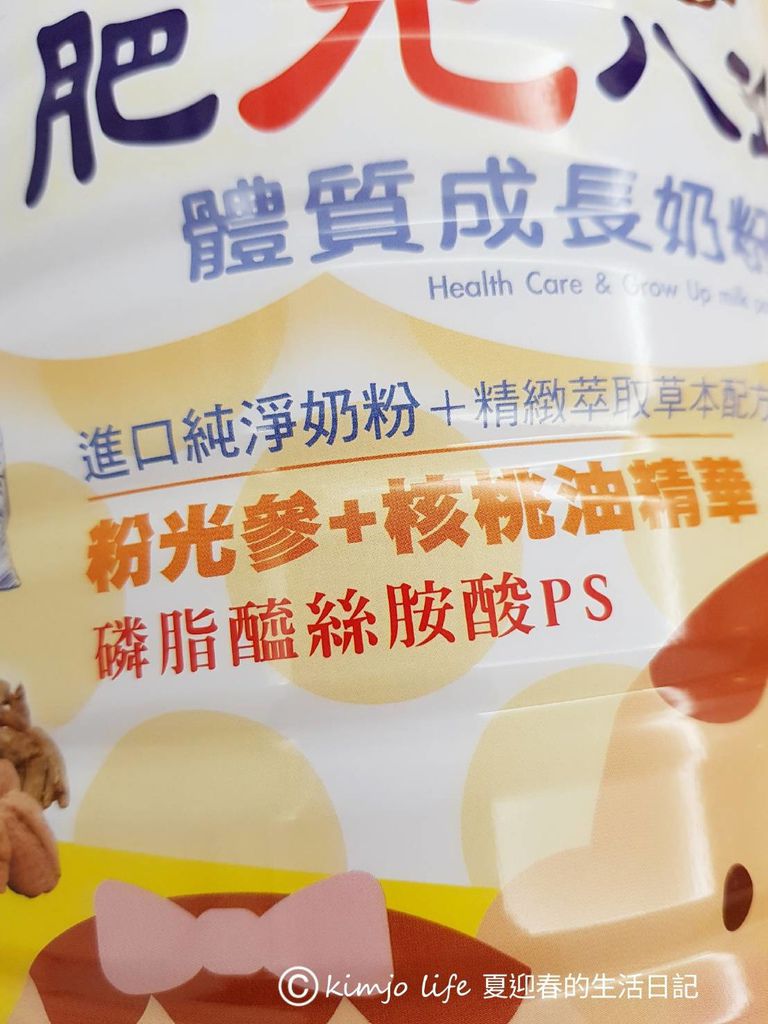 肥
體質成長奶粉
Health Care & Grow Up milk
進口純淨奶粉+精緻萃取草本配方
粉光參+核桃油精華
磷脂醯絲胺酸PS
©kimjo life 夏迎春的生活日記